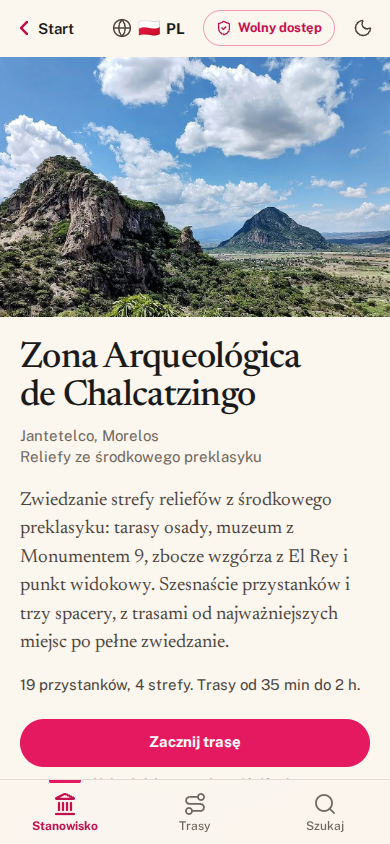 Start
PL
Wolny dostęp
Zona Arqueológica
de Chalcatzingo
Jantetelco, Morelos
Reliefy ze środkowego preklasyku
Zwiedzanie strefy reliefów z środkowego
preklasyku: tarasy osady, muzeum z
Monumentem 9, zbocze wzgórza z El Rey i
punkt widokowy. Szesnaście przystanków i
trzy spacery, z trasami od najważniejszych
miejsc po pełne zwiedzanie.
19 przystanków, 4 strefy. Trasy od 35 min do 2 h.
Zacznij trasę
Stanowisko
Trasy
Szukaj